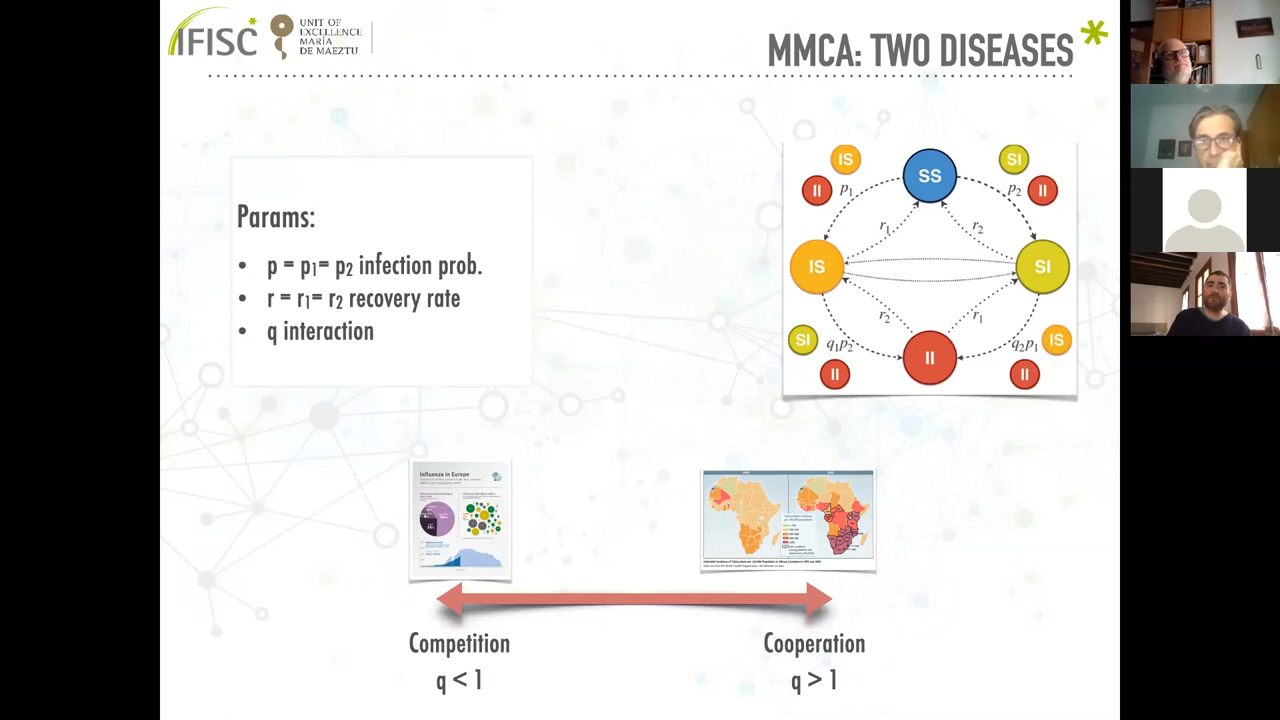 IFISC
UNIT OF
EXCELLENCE
MARÍA
DE MAEZTU
MMCA: TWO DISEASES
Params:
• p = p1= p2 infection prob.
• r = r1= r2 recovery rate
• q interaction
IS
SS
SI
II
p1
p2
II
r1
r2
IS
SI
r2
r1
SI
q1p2
II
q2p1
IS
II
II
Influenza in Europe
Competition
q < 1
Cooperation
q > 1